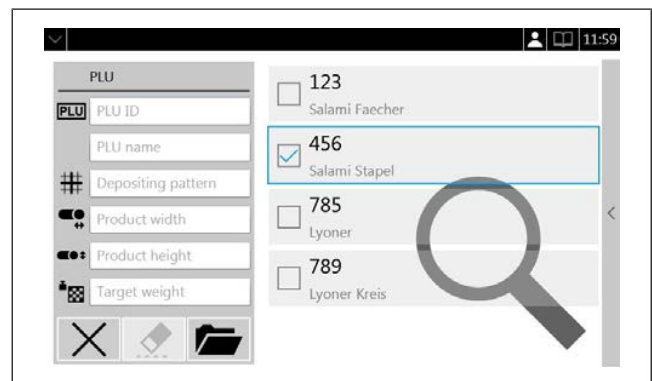 11:59
PLU
PLU PLU ID
PLU name
Depositing pattern
Product width
Product height
Target weight
123
Salami Faecher
456
Salami Stapel
785
Lyoner
789
Lyoner Kreis